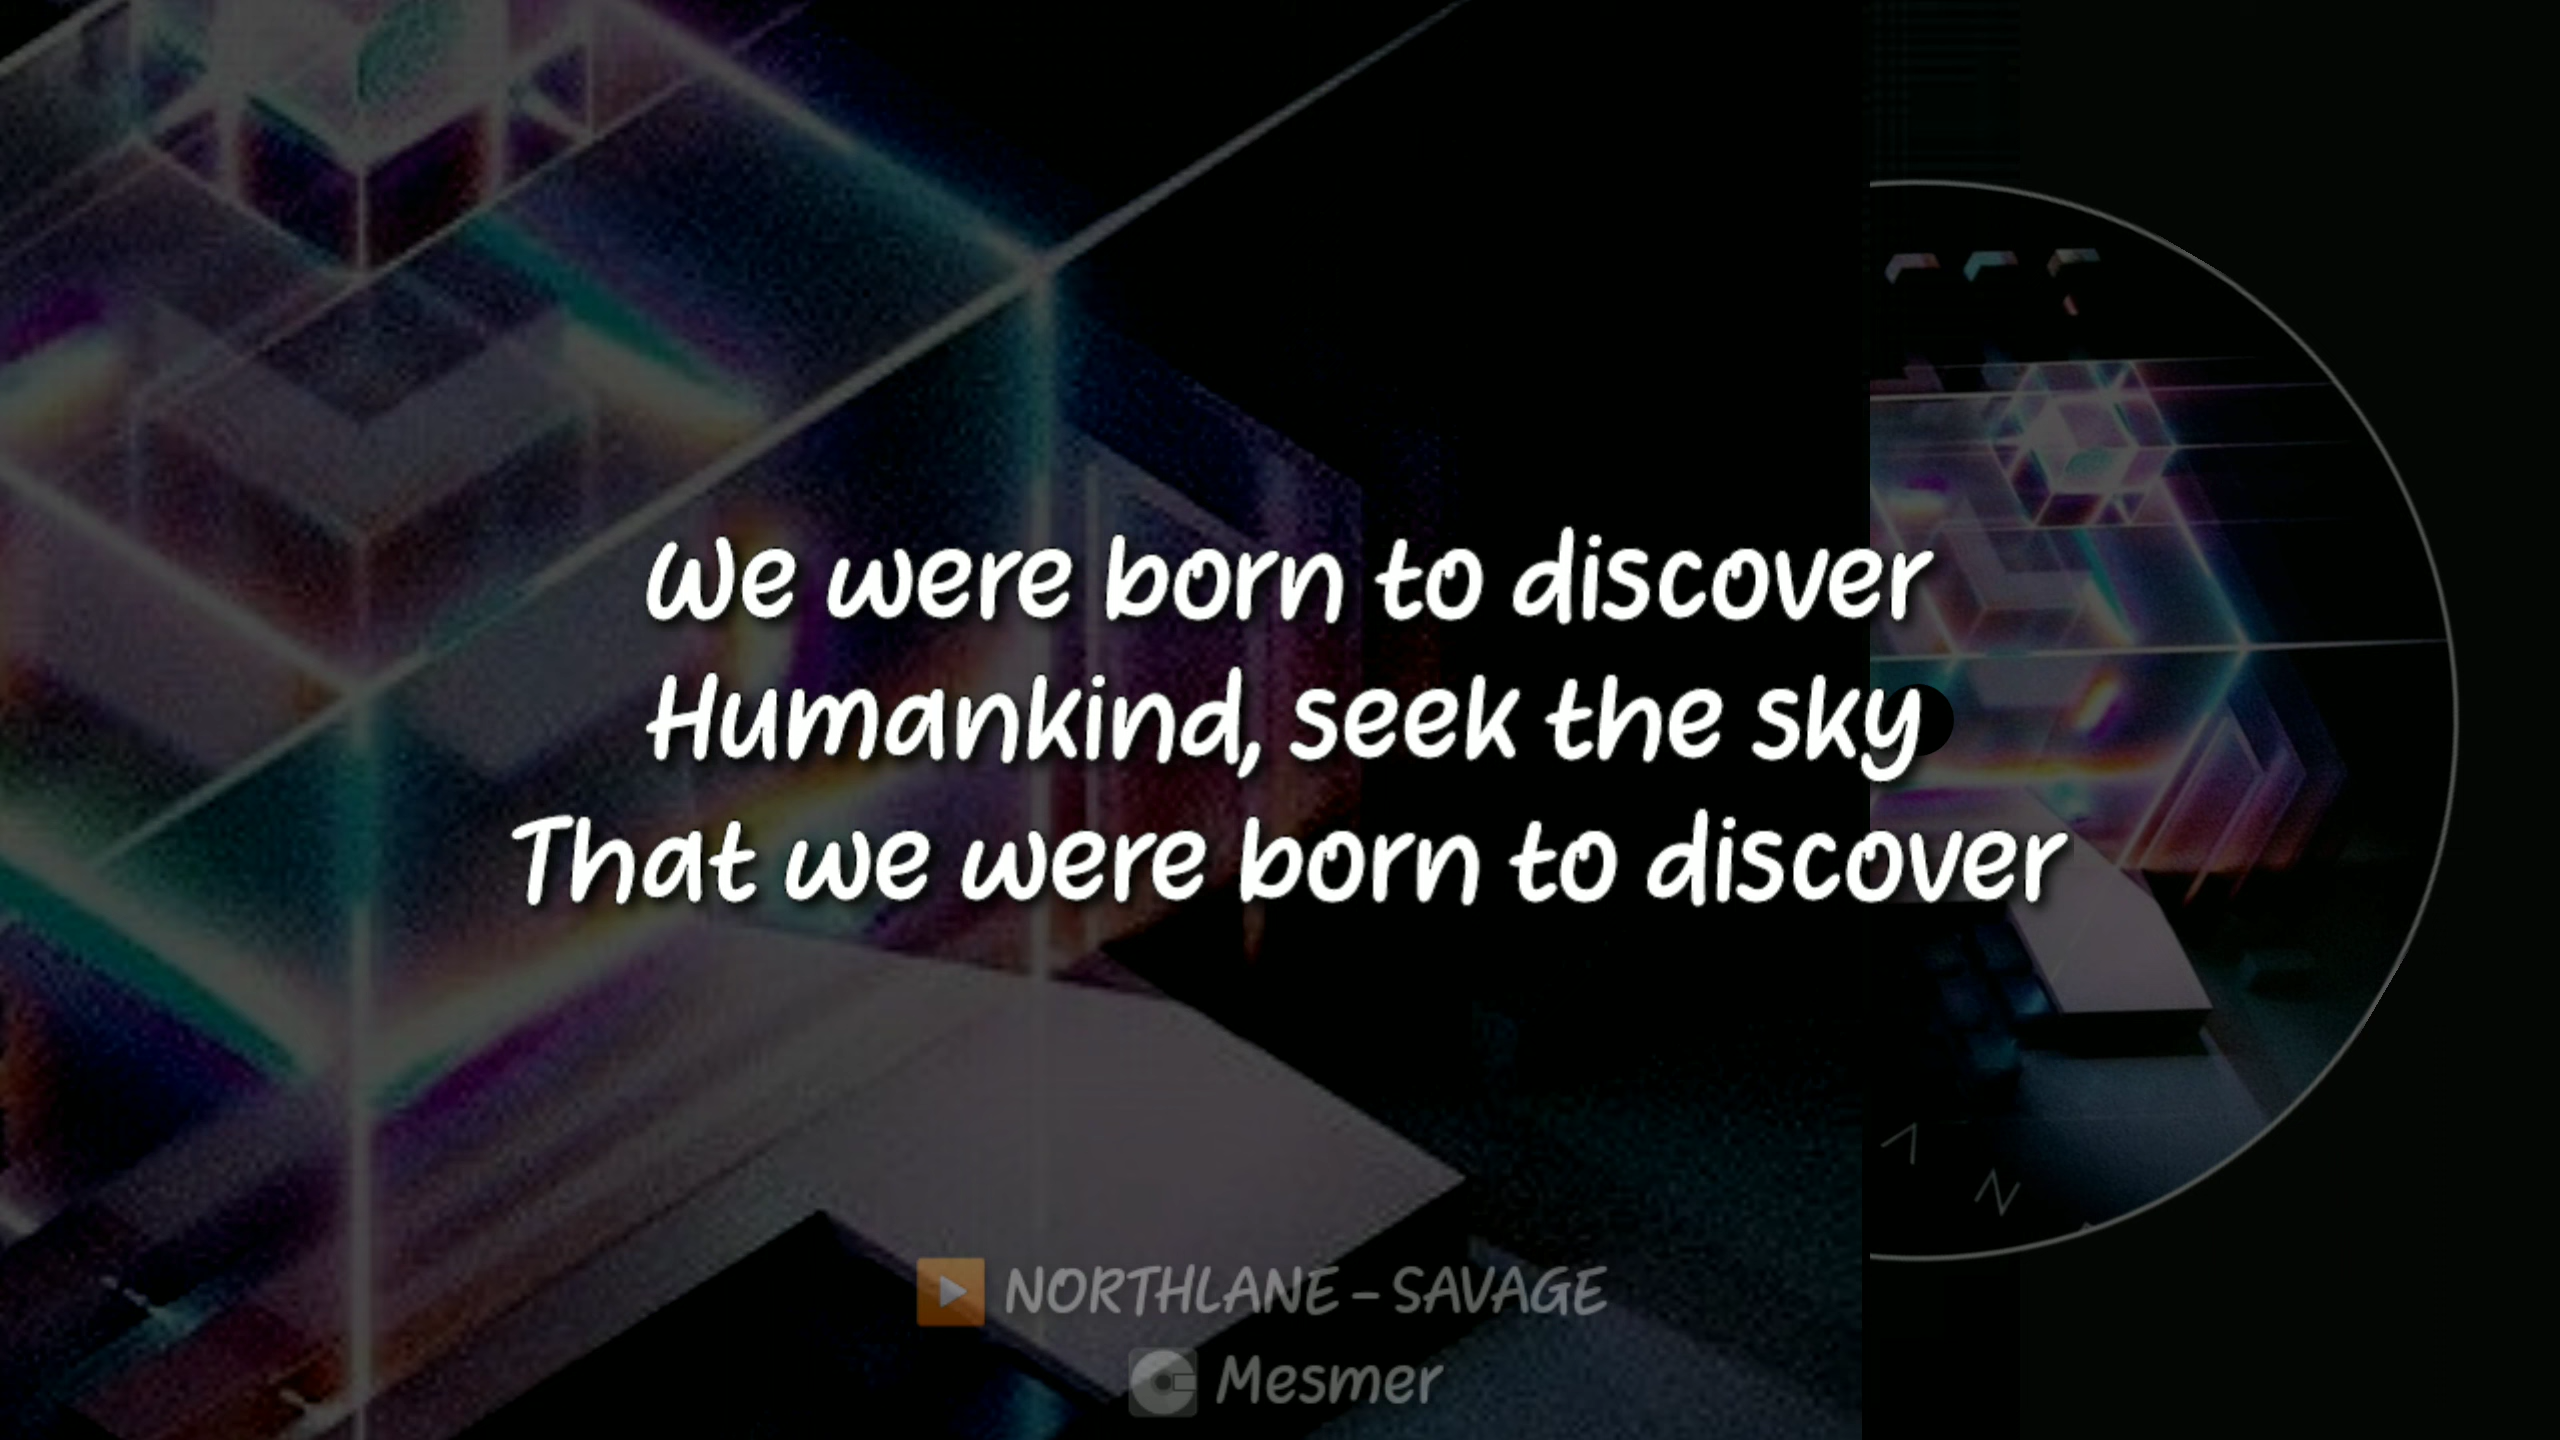 We were born to discover
Humankind, seek the sky
That we were born to discover
NORTHLANE - SAVAGE
Mesmer